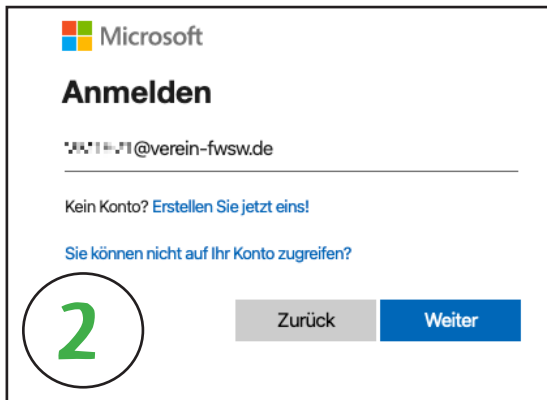 Microsoft
Anmelden
@verein-fwsw.de
Kein Konto? Erstellen Sie jetzt eins!
Sie können nicht auf Ihr Konto zugreifen?
Zurück Weiter
2